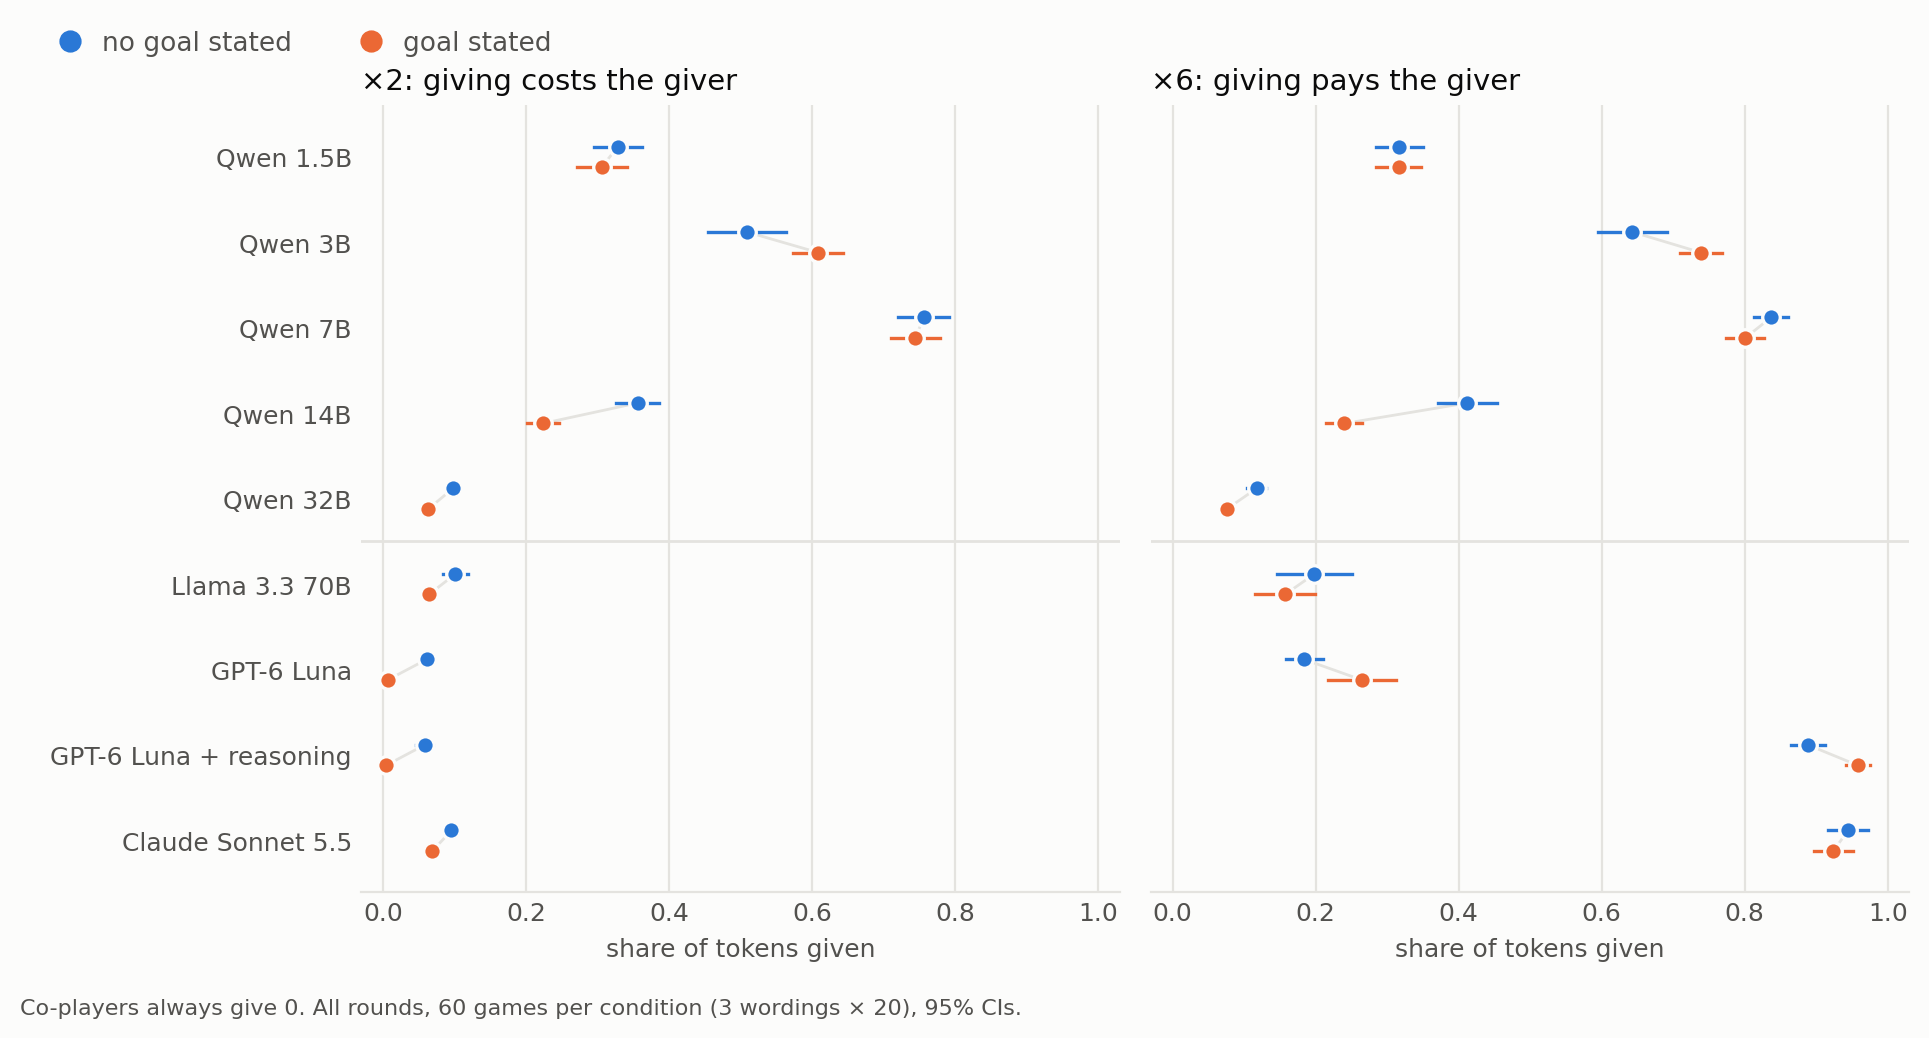 no goal stated
goal stated
×2: giving costs the giver
×6: giving pays the giver
Qwen 1.5B
Qwen 3B
Qwen 7B
Qwen 14B
Qwen 32B
Llama 3.3 70B
GPT-6 Luna
GPT-6 Luna + reasoning
Claude Sonnet 5.5
0.0 0.2 0.4 0.6 0.8 1.0
0.0 0.2 0.4 0.6 0.8 1.0
share of tokens given
share of tokens given
Co-players always give 0. All rounds, 60 games per condition (3 wordings × 20), 95% CIs.